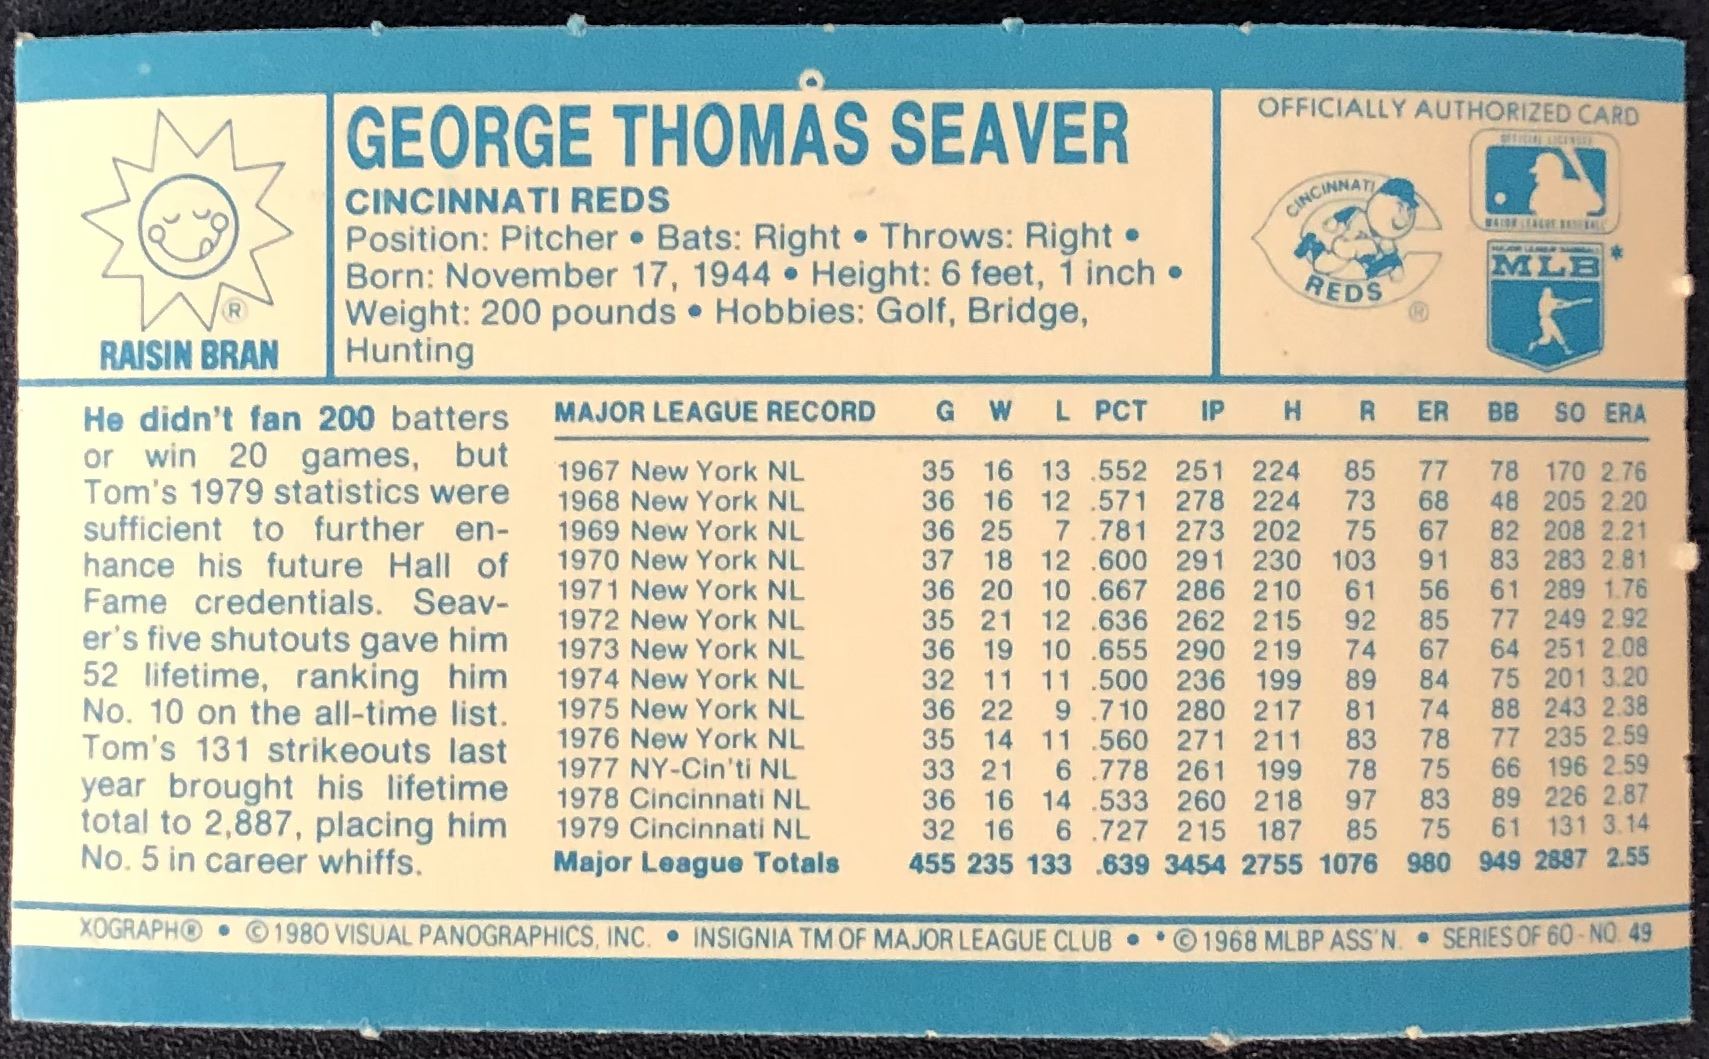 GEORGE THOMAS SEAVER
CINCINNATI REDS
Position: Pitcher • Bats: Right • Throws: Right •
Born: November 17, 1944 • Height: 6 feet, 1 inch •
Weight: 200 pounds • Hobbies: Golf, Bridge,
Hunting
®
RAISIN BRAN
OFFICIALLY AUTHORIZED CARD
CINCINNATI
REDS
®
OFFICIAL LICENSEE
MAJOR LEAGUE BASEBALL
MLB *
He didn't fan 200 batters
or win 20 games, but
Tom's 1979 statistics were
sufficient to further en-
hance his future Hall of
Fame credentials. Seav-
er's five shutouts gave him
52 lifetime, ranking him
No. 10 on the all-time list.
Tom's 131 strikeouts last
year brought his lifetime
total to 2,887, placing him
No. 5 in career whiffs.
MAJOR LEAGUE RECORD G W L PCT IP H R ER BB SO ERA
1967 New York NL 35 16 13 .552 251 224 85 77 78 170 2.76
1968 New York NL 36 16 12 .571 278 224 73 68 48 205 2.20
1969 New York NL 36 25 7 .781 273 202 75 67 82 208 2.21
1970 New York NL 37 18 12 .600 291 230 103 91 83 283 2.81
1971 New York NL 36 20 10 .667 286 210 61 56 61 289 1.76
1972 New York NL 35 21 12 .636 262 215 92 85 77 249 2.92
1973 New York NL 36 19 10 .655 290 219 74 67 64 251 2.08
1974 New York NL 32 11 11 .500 236 199 89 84 75 201 3.20
1975 New York NL 36 22 9 .710 280 217 81 74 88 243 2.38
1976 New York NL 35 14 11 .560 271 211 83 78 77 235 2.59
1977 NY-Cin'ti NL 33 21 6 .778 261 199 78 75 66 196 2.59
1978 Cincinnati NL 36 16 14 .533 260 218 97 83 89 226 2.87
1979 Cincinnati NL 32 16 6 .727 215 187 85 75 61 131 3.14
Major League Totals 455 235 133 .639 3454 2755 1076 980 949 2887 2.55
XOGRAPH® • © 1980 VISUAL PANOGRAPHICS, INC. • INSIGNIA TM OF MAJOR LEAGUE CLUB • * © 1968 MLBP ASS'N. • SERIES OF 60 - NO. 49